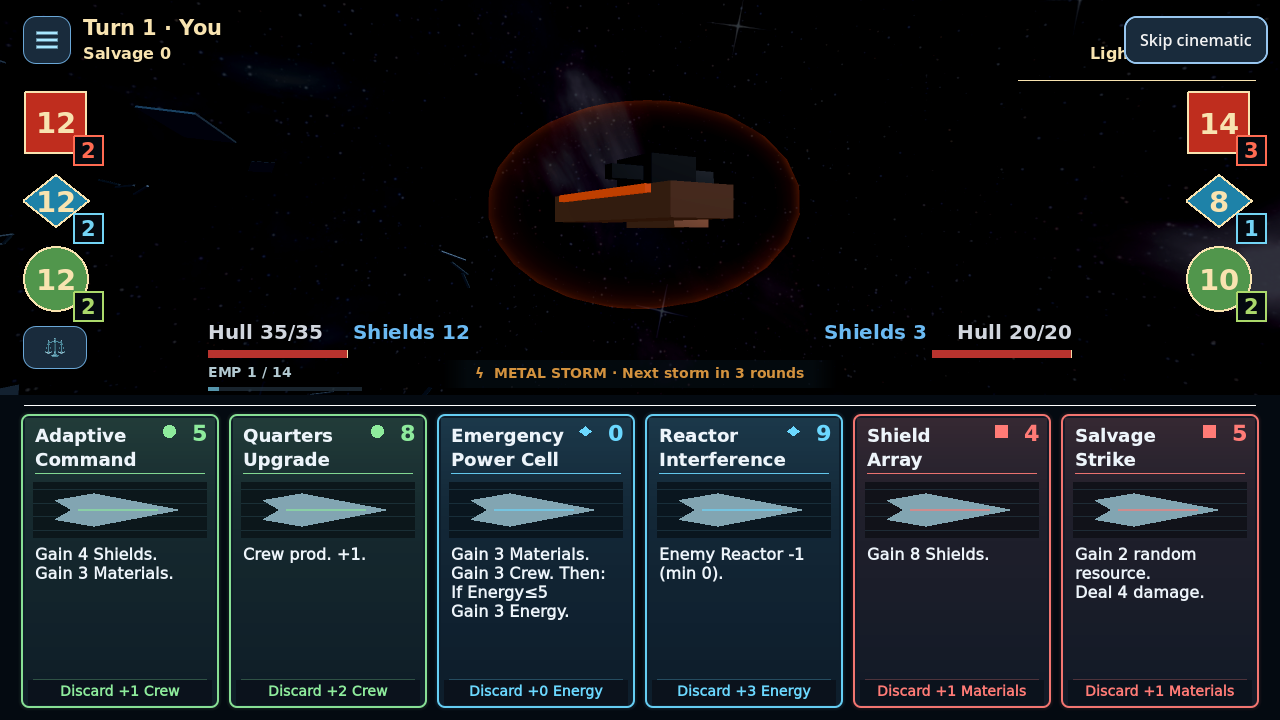 Turn 1 · You
Salvage 0
Skip cinematic
12
2
12
2
12
2
14
3
8
1
10
2
Hull 35/35
Shields 12
EMP 1 / 14
Shields 3
Hull 20/20
METAL STORM · Next storm in 3 rounds
Adaptive
Command
5
Gain 4 Shields.
Gain 3 Materials.
Discard +1 Crew
Quarters
Upgrade
8
Crew prod. +1.
Discard +2 Crew
Emergency
Power Cell
0
Gain 3 Materials.
Gain 3 Crew. Then:
If Energy≤5
Gain 3 Energy.
Discard +0 Energy
Reactor
Interference
9
Enemy Reactor -1
(min 0).
Discard +3 Energy
Shield
Array
4
Gain 8 Shields.
Discard +1 Materials
Salvage
Strike
5
Gain 2 random
resource.
Deal 4 damage.
Discard +1 Materials